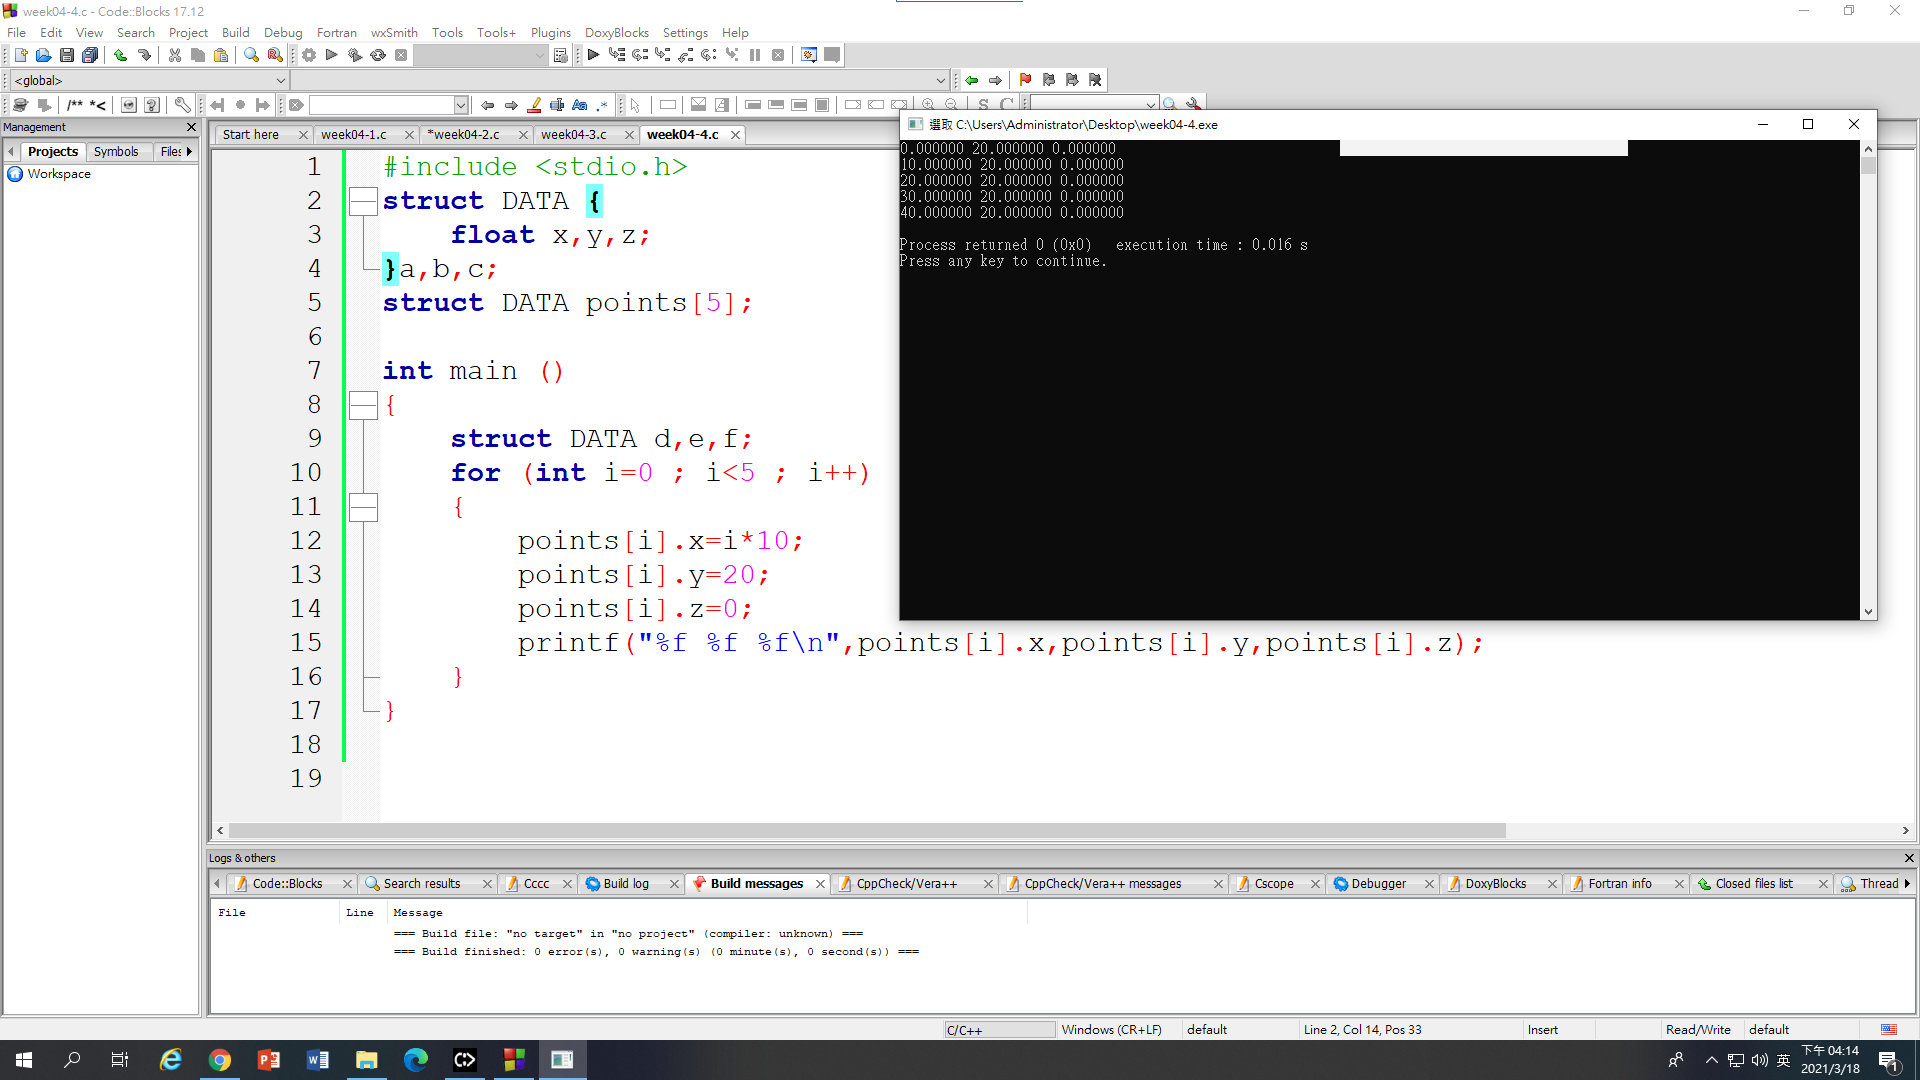 week04-4.c - Code::Blocks 17.12
File Edit View Search Project Build Debug Fortran wxSmith Tools Tools+ Plugins DoxyBlocks Settings Help
<global>
/** *<
Management
Projects Symbols Files
Workspace
Start here week04-1.c *week04-2.c week04-3.c week04-4.c
1 #include <stdio.h>
2 struct DATA {
3 float x,y,z;
4 }a,b,c;
5 struct DATA points[5];
6
7 int main ()
8 {
9 struct DATA d,e,f;
10 for (int i=0 ; i<5 ; i++)
11 {
12 points[i].x=i*10;
13 points[i].y=20;
14 points[i].z=0;
15 printf("%f %f %f\n",points[i].x,points[i].y,points[i].z);
16 }
17 }
18
19
選取 C:\Users\Administrator\Desktop\week04-4.exe
0.000000 20.000000 0.000000
10.000000 20.000000 0.000000
20.000000 20.000000 0.000000
30.000000 20.000000 0.000000
40.000000 20.000000 0.000000
Process returned 0 (0x0)   execution time : 0.016 s
Press any key to continue.
Logs & others
Code::Blocks Search results Cccc Build log Build messages CppCheck/Vera++ CppCheck/Vera++ messages Cscope Debugger DoxyBlocks Fortran info Closed files list Thread
File Line Message
=== Build file: "no target" in "no project" (compiler: unknown) ===
=== Build finished: 0 error(s), 0 warning(s) (0 minute(s), 0 second(s)) ===
C/C++ Windows (CR+LF) default Line 2, Col 14, Pos 33 Insert Read/Write default
英
下午 04:14
2021/3/18
1